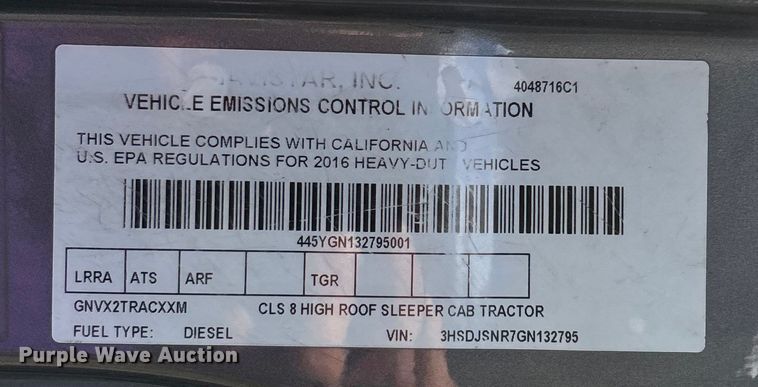 INC. 4048716C1
VEHICLE EMISSIONS CONTROL INFORMATION
THIS VEHICLE COMPLIES WITH CALIFORNIA AND
U.S. EPA REGULATIONS FOR 2016 HEAVY-DUTY VEHICLES
445YGN132795001
LRRA ATS ARF TGR
GNVX2TRACXXM CLS 8 HIGH ROOF SLEEPER CAB TRACTOR
FUEL TYPE: DIESEL VIN: 3HSDJSNR7GN132795
Purple Wave Auction